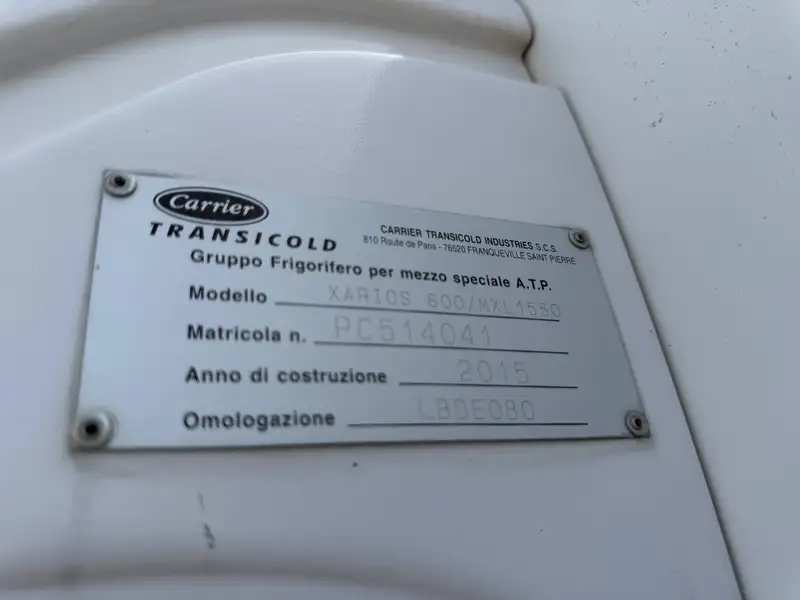 Carrier
TRANSICOLD
CARRIER TRANSICOLD INDUSTRIES S.C.S.
810 Route de Paris - 76520 FRANQUEVILLE SAINT PIERRE
Gruppo Frigorifero per mezzo speciale A.T.P.
Modello XARIOS 600/MXL1550
Matricola n. PC514041
Anno di costruzione 2015
Omologazione LBDE080